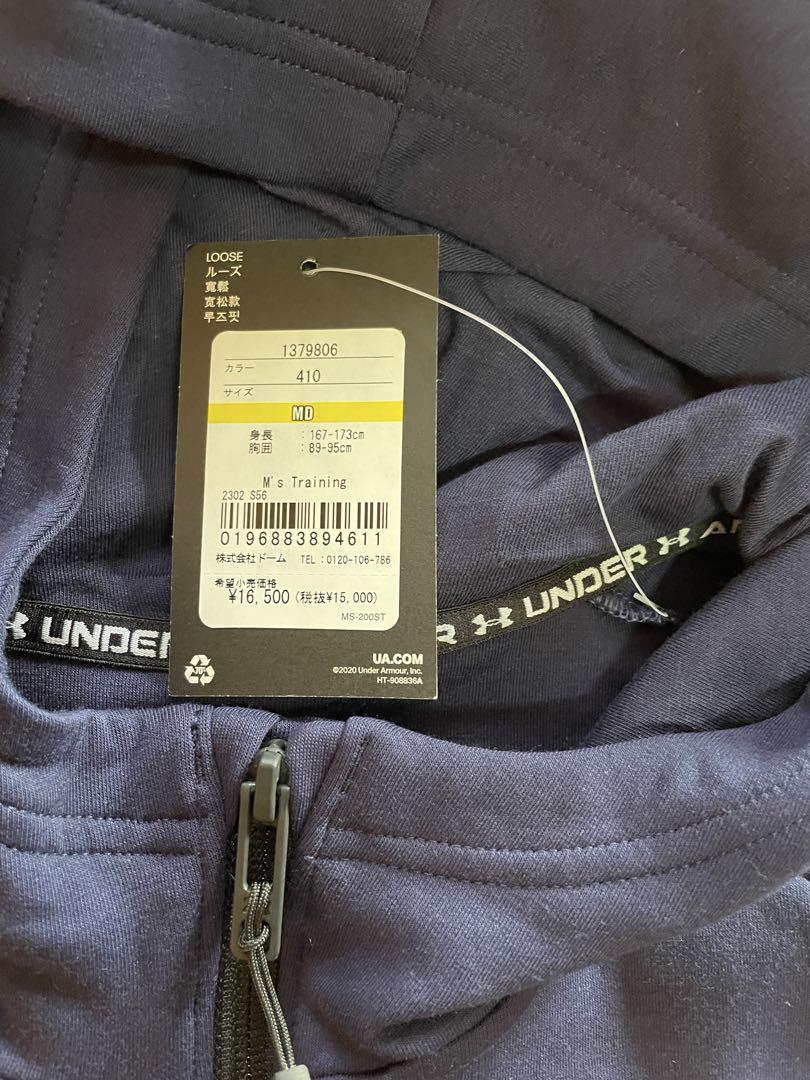 LOOSE
ルーズ
寬鬆
宽松款
루즈핏
1379806
カラー
410
サイズ
MD
身長 :167-173cm
胸囲 :89-95cm
M's Training
2302 S56
0196883894611
株式会社ドーム TEL:0120-106-786
希望小売価格
¥16,500(税抜¥15,000)
MS-200ST
70%
UA.COM
©2020 Under Armour, Inc.
HT-908836A
UNDER
R UNDER AR